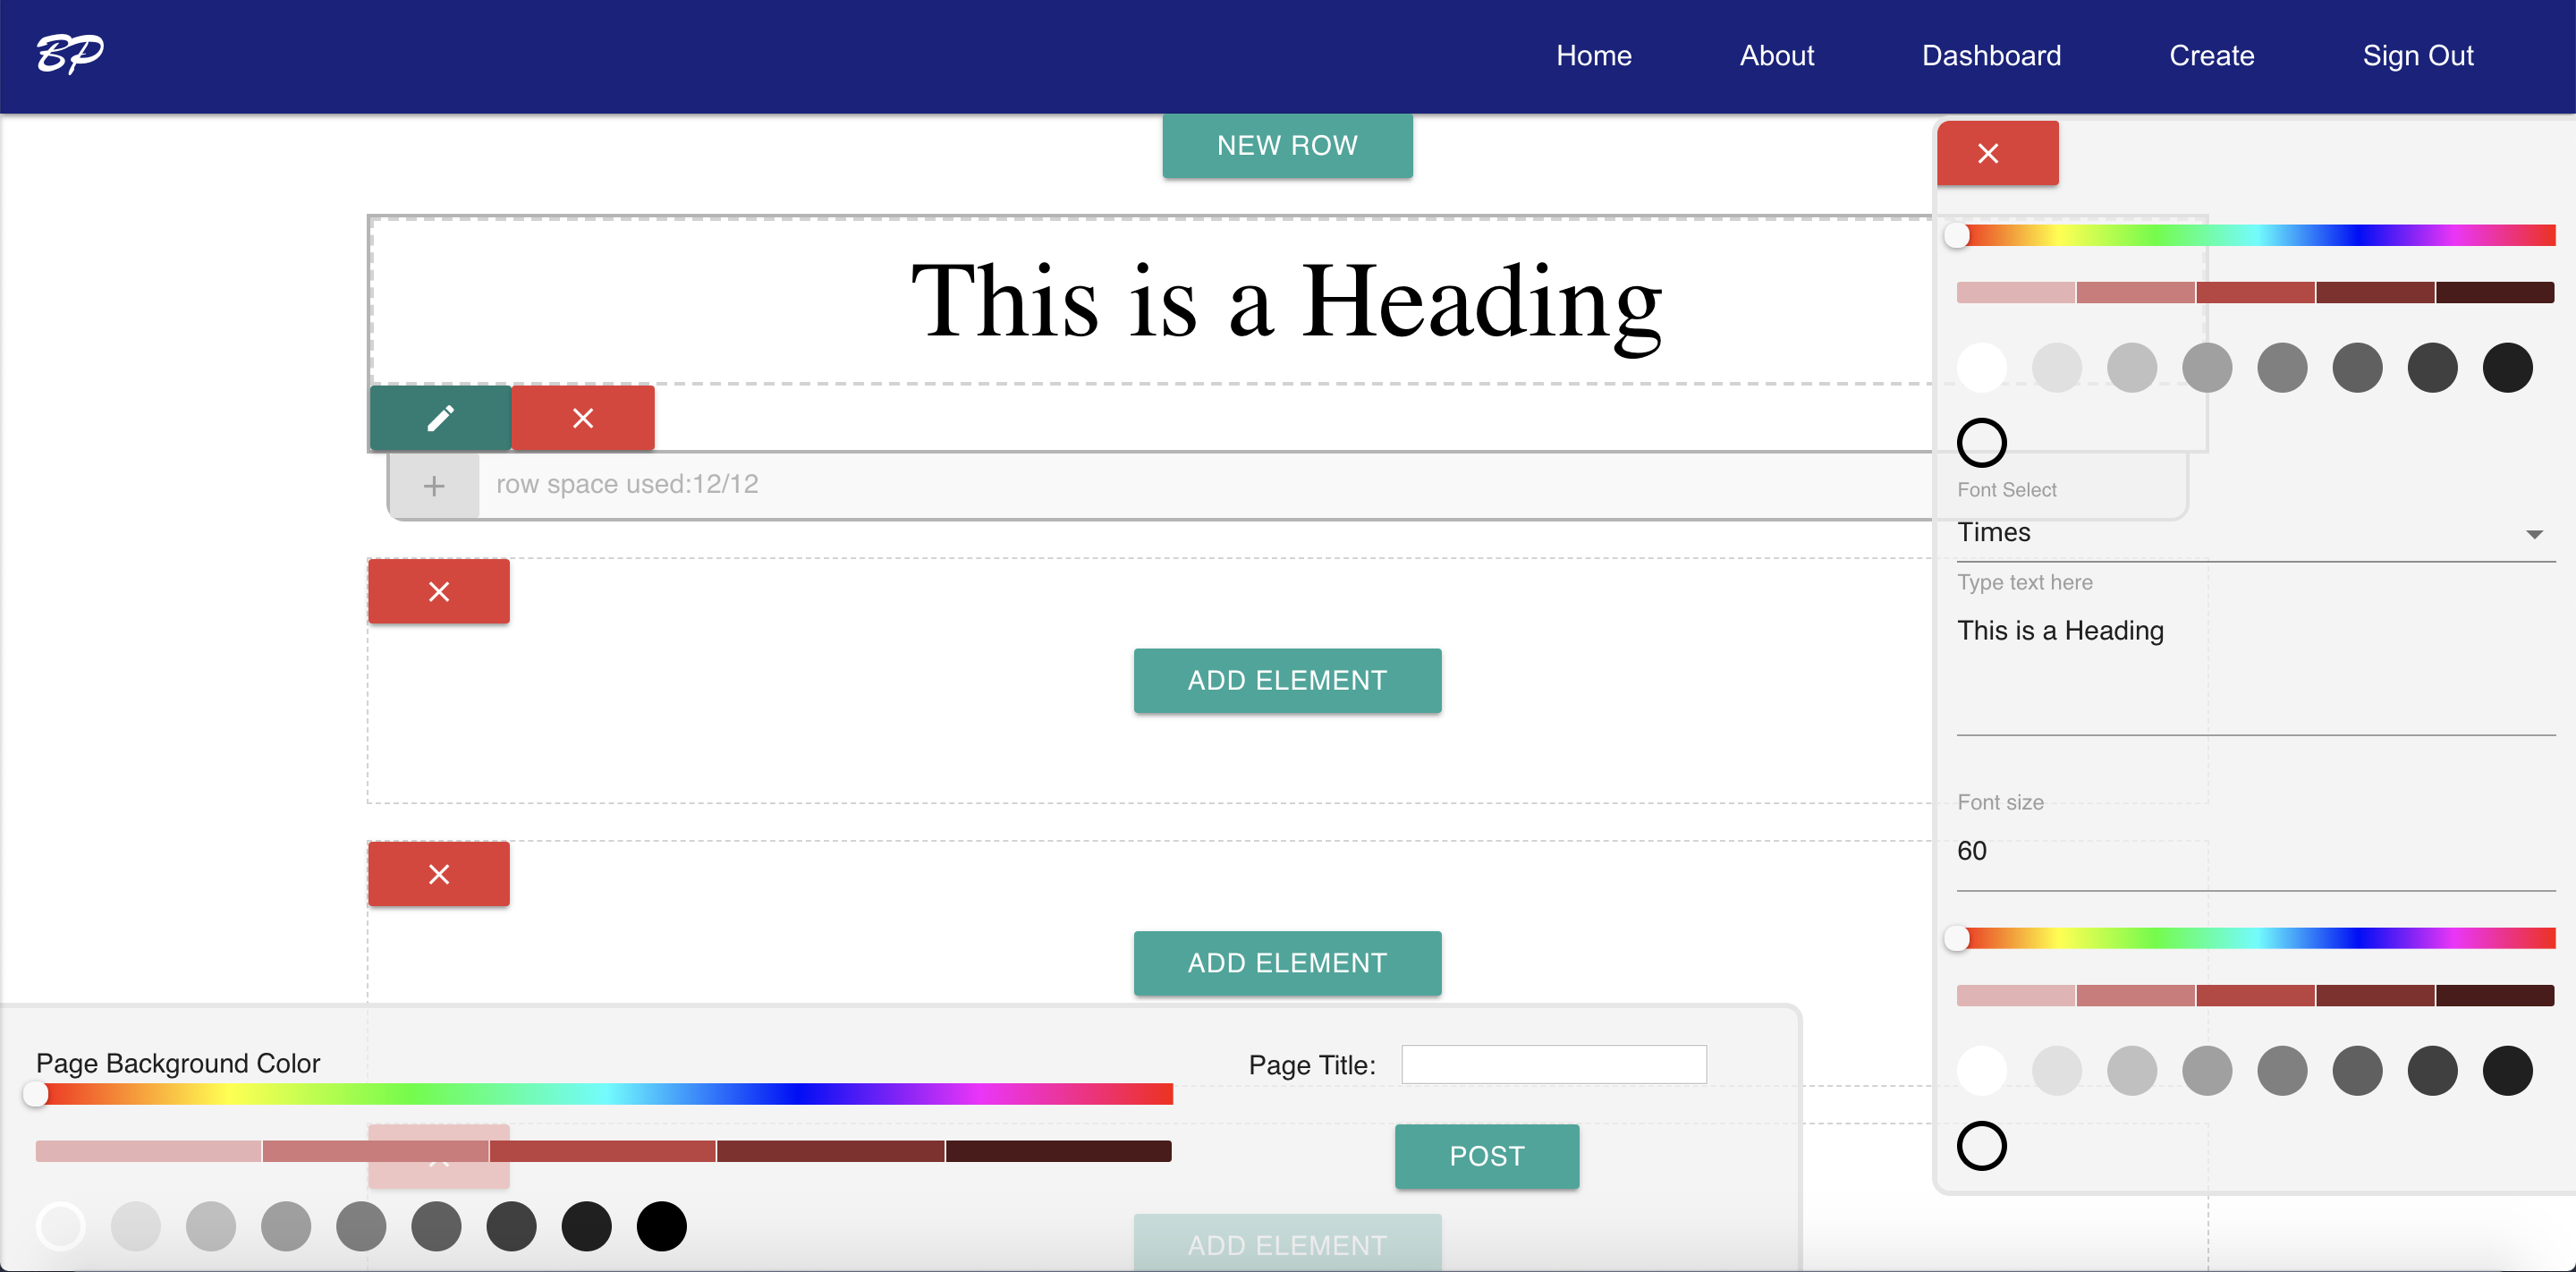 BP
Home About Dashboard Create Sign Out
NEW ROW
This is a Heading
row space used:12/12
ADD ELEMENT
ADD ELEMENT
Page Background Color
Page Title:
POST
ADD ELEMENT
Font Select
Times
Type text here
This is a Heading
Font size
60